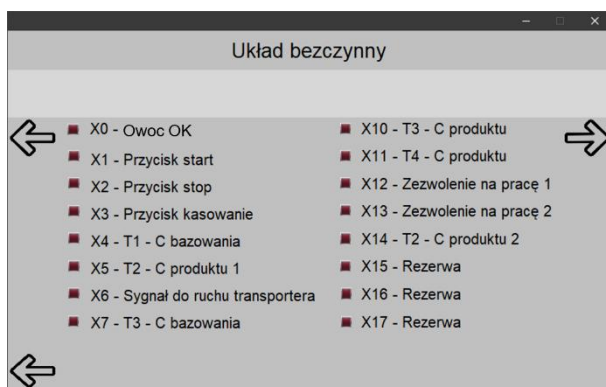 Układ bezczynny
X0 - Owoc OK
X1 - Przycisk start
X2 - Przycisk stop
X3 - Przycisk kasowanie
X4 - T1 - C bazowania
X5 - T2 - C produktu 1
X6 - Sygnał do ruchu transportera
X7 - T3 - C bazowania
X10 - T3 - C produktu
X11 - T4 - C produktu
X12 - Zezwolenie na pracę 1
X13 - Zezwolenie na pracę 2
X14 - T2 - C produktu 2
X15 - Rezerwa
X16 - Rezerwa
X17 - Rezerwa